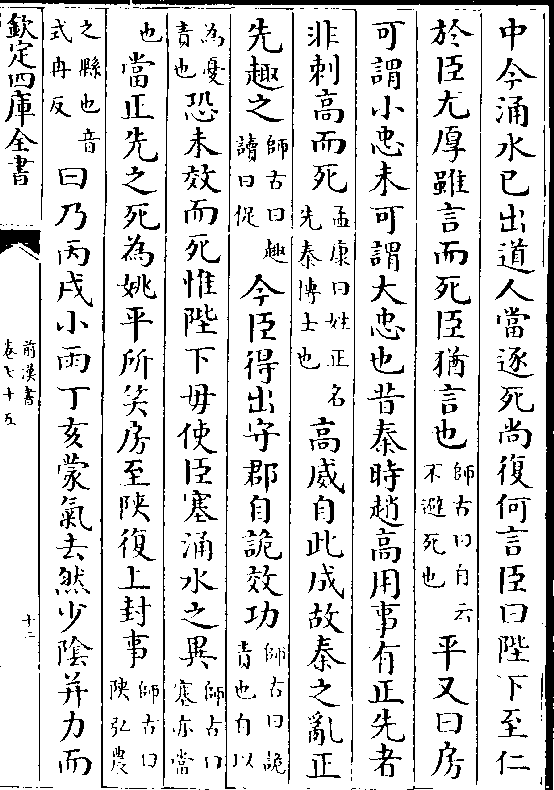 中今涌水已出道人當逐死尚復何言臣曰陛下至仁
於臣尤厚雖言而死臣猶言也師古曰自云不避死也平又曰房
可謂小忠未可謂大忠也昔秦時趙高用事有正先者
非刺高而死孟康曰姓正名先秦博士也高威自此成故秦之亂正
先趣之師古曰趣讀曰促今臣得出守郡自詭效功師古曰詭責也自以
為憂責也恐未效而死惟陛下毋使臣塞涌水之異師古曰塞亦當
也當正先之死為姚平所笑房至陜復上封事師古曰陜弘農
之縣也音式冉反曰乃丙戌小雨丁亥蒙氣去然少陰并力而
欽定四庫全書
前漢書
卷七十五
十二